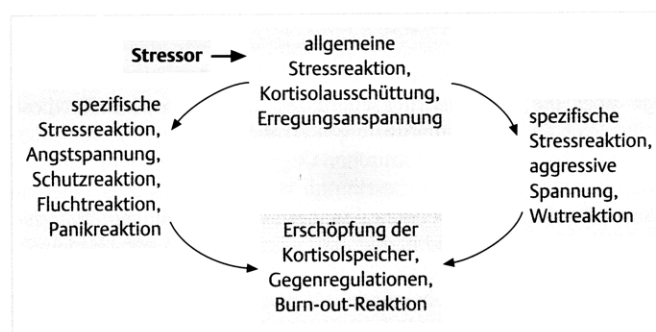 Stressor
allgemeine
Stressreaktion,
Kortisolausschüttung,
Erregungsanspannung
spezifische
Stressreaktion,
Angstspannung,
Schutzreaktion,
Fluchtreaktion,
Panikreaktion
spezifische
Stressreaktion,
aggressive
Spannung,
Wutreaktion
Erschöpfung der
Kortisolspeicher,
Gegenregulationen,
Burn-out-Reaktion